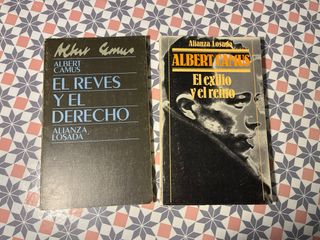 Albert Camus
ALBERT
CAMUS
EL REVES
Y EL
DERECHO
ALIANZA
LOSADA
Alianza Losada
ALBERT CAMUS
El exilio
y el reino